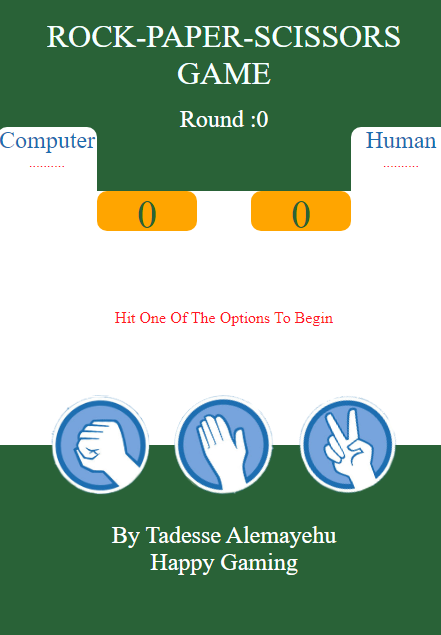 ROCK-PAPER-SCISSORS
GAME
Round :0
Computer
Human
..........
..........
0
0
Hit One Of The Options To Begin
By Tadesse Alemayehu
Happy Gaming